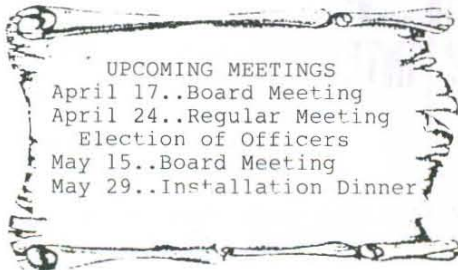 UPCOMING MEETINGS
April 17..Board Meeting
April 24..Regular Meeting
Election of Officers
May 15..Board Meeting
May 29..Installation Dinner